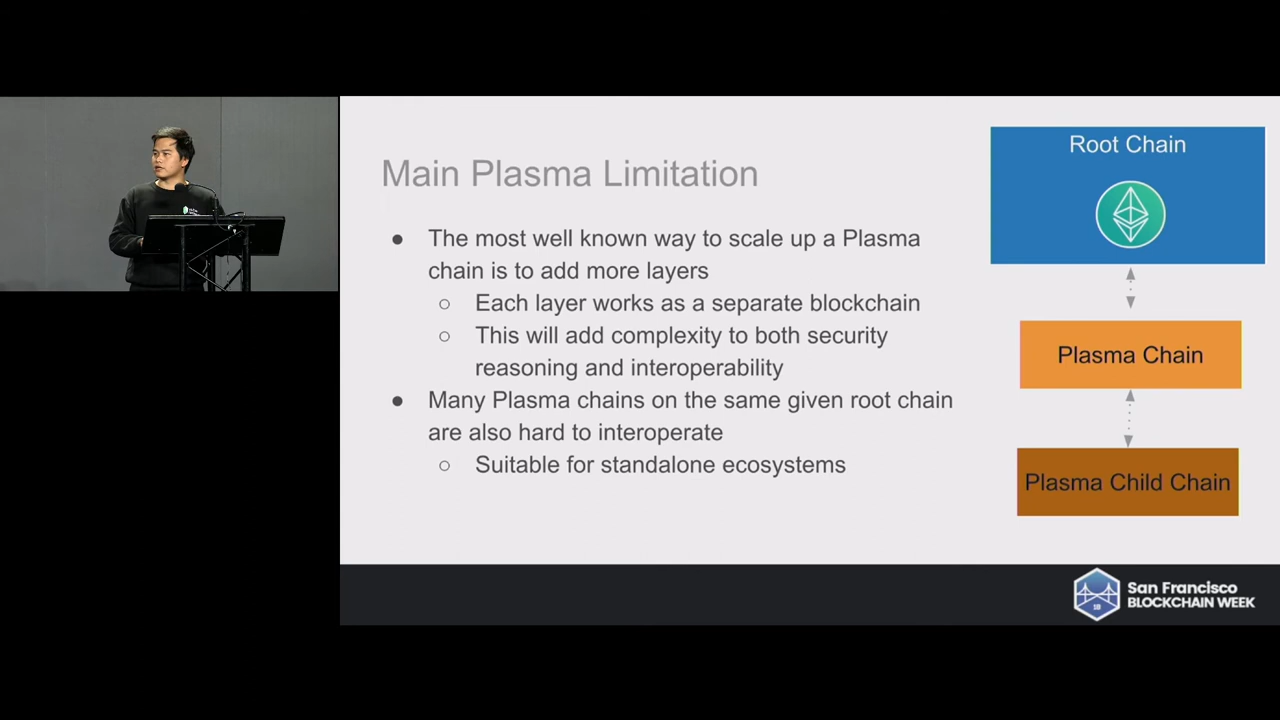 Main Plasma Limitation
● The most well known way to scale up a Plasma
chain is to add more layers
○ Each layer works as a separate blockchain
○ This will add complexity to both security
reasoning and interoperability
● Many Plasma chains on the same given root chain
are also hard to interoperate
○ Suitable for standalone ecosystems
Root Chain
Plasma Chain
Plasma Child Chain
San Francisco
BLOCKCHAIN WEEK